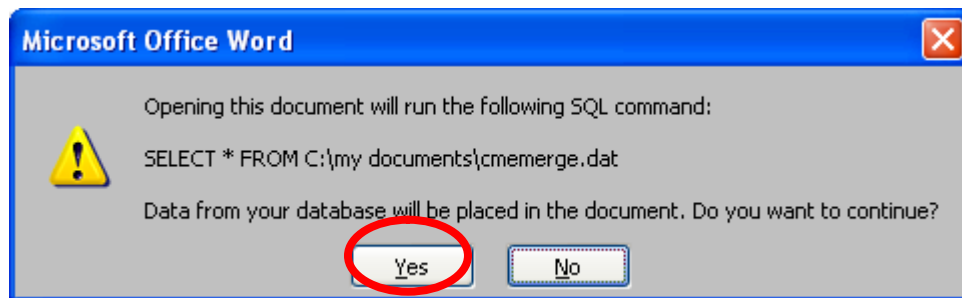 Microsoft Office Word
Opening this document will run the following SQL command:
SELECT * FROM C:\my documents\cmemerge.dat
Data from your database will be placed in the document. Do you want to continue?
Yes No